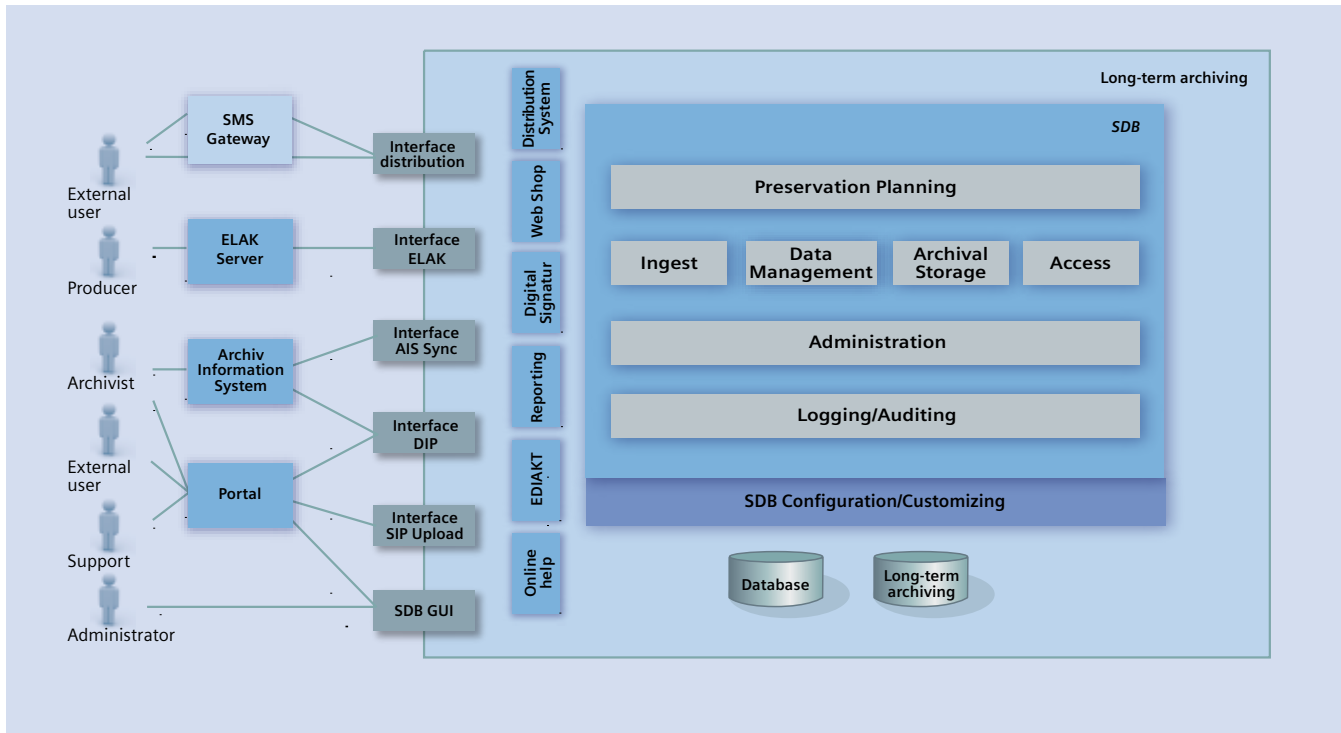 Long-term archiving
SDB
SMS
Gateway
Interface
distribution
External
user
ELAK
Server
Interface
ELAK
Producer
Archiv
Information
System
Interface
AIS Sync
Archivist
Interface
DIP
External
user
Portal
Interface
SIP Upload
Support
SDB GUI
Administrator
Distribution
System
Web Shop
Digital
Signatur
Reporting
EDIAKT
Online
help
Preservation Planning
Ingest
Data
Management
Archival
Storage
Access
Administration
Logging/Auditing
SDB Configuration/Customizing
Database
Long-term
archiving